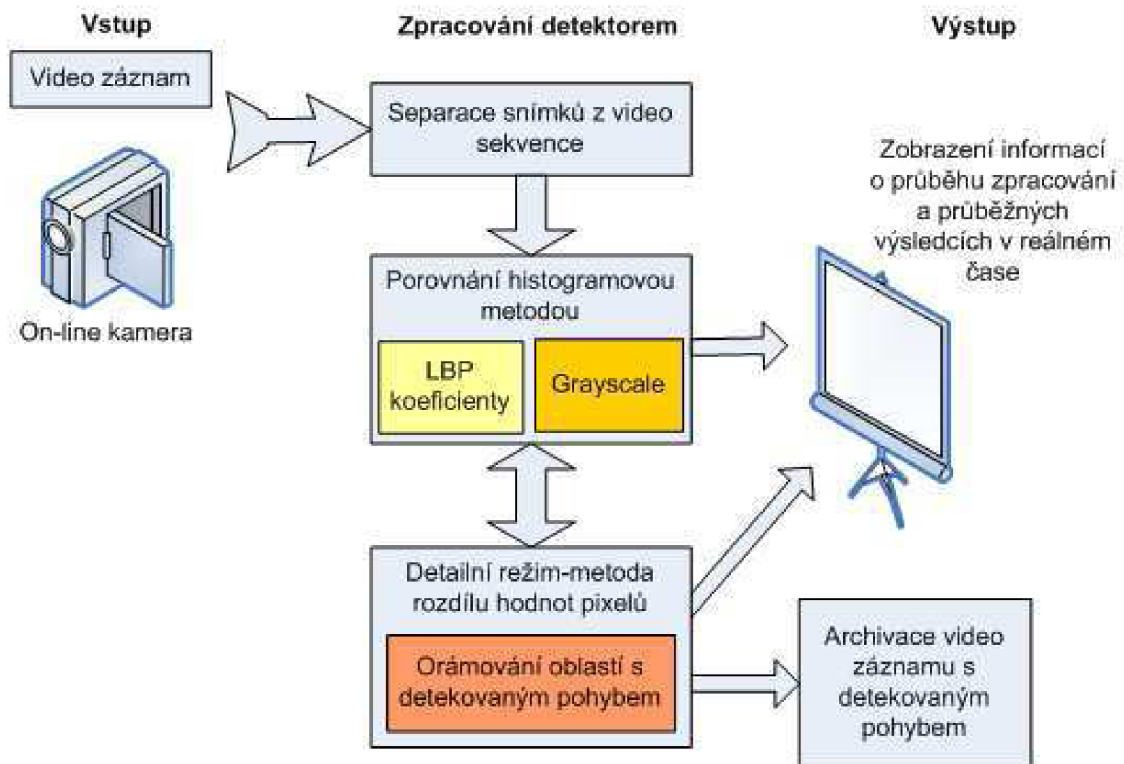 Vstup
Zpracování detektorem
Výstup
Video záznam
On-line kamera
Separace snímků z video
sekvence
Porovnání histogramovou
metodou
LBP
koeficienty
Grayscale
Detailní režim-metoda
rozdílu hodnot pixelů
Orámování oblastí s
detekovaným pohybem
Zobrazení informací
o průběhu zpracování
a průběžných
výsledcích v reálném
čase
Archivace video
záznamu s
detekovaným
pohybem